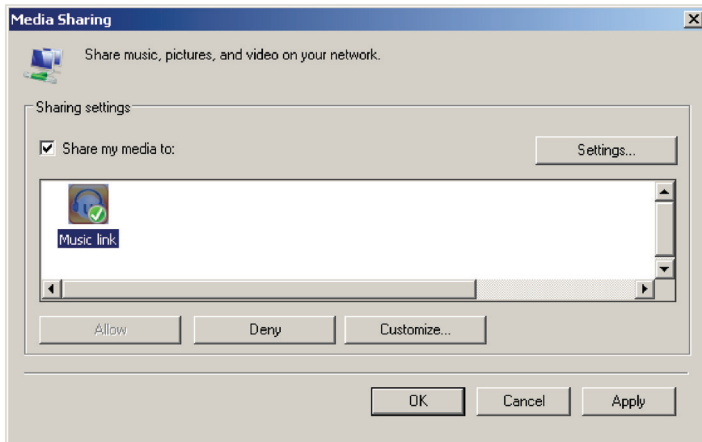 Media Sharing
Share music, pictures, and video on your network.
Sharing settings
Share my media to:
Settings...
Music link
Allow
Deny
Customize...
OK
Cancel
Apply